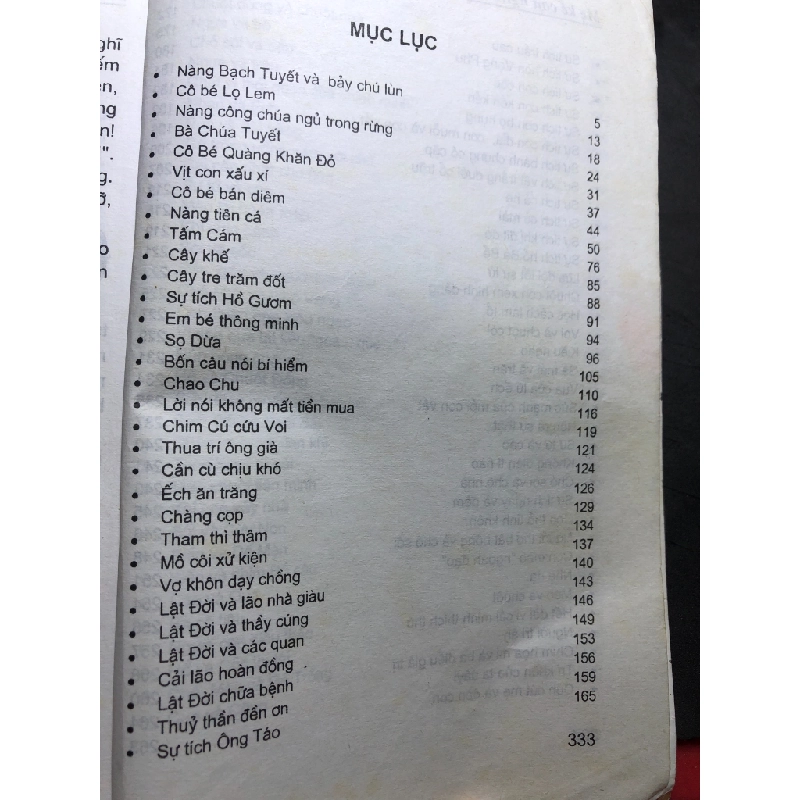 MỤC LỤC
• Nàng Bạch Tuyết và bảy chú lùn 5
• Cô bé Lọ Lem 13
• Nàng công chúa ngủ trong rừng 18
• Bà Chúa Tuyết 24
• Cô Bé Quàng Khăn Đỏ 31
• Vịt con xấu xí 37
• Cô bé bán diêm 44
• Nàng tiên cá 50
• Tấm Cám 76
• Cây khế 85
• Cây tre trăm đốt 88
• Sự tích Hồ Gươm 91
• Em bé thông minh 94
• Sọ Dừa 96
• Bốn câu nói bí hiểm 105
• Chao Chu 110
• Lời nói không mất tiền mua 116
• Chim Cú cứu Voi 119
• Thua trí ông già 121
• Cần cù chịu khó 124
• Ếch ăn trăng 126
• Chàng cọp 129
• Tham thì thâm 134
• Mồ côi xử kiện 137
• Vợ khôn dạy chồng 140
• Lật Đời và lão nhà giàu 143
• Lật Đời và thầy cúng 146
• Lật Đời và các quan 149
• Cải lão hoàn đồng 153
• Lật Đời chữa bệnh 156
• Thuỷ thần đền ơn 159
• Sự tích Ông Táo 165
333